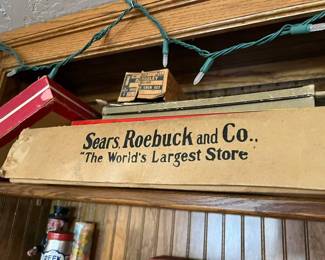 Sears, Roebuck and Co.,
"The World's Largest Store